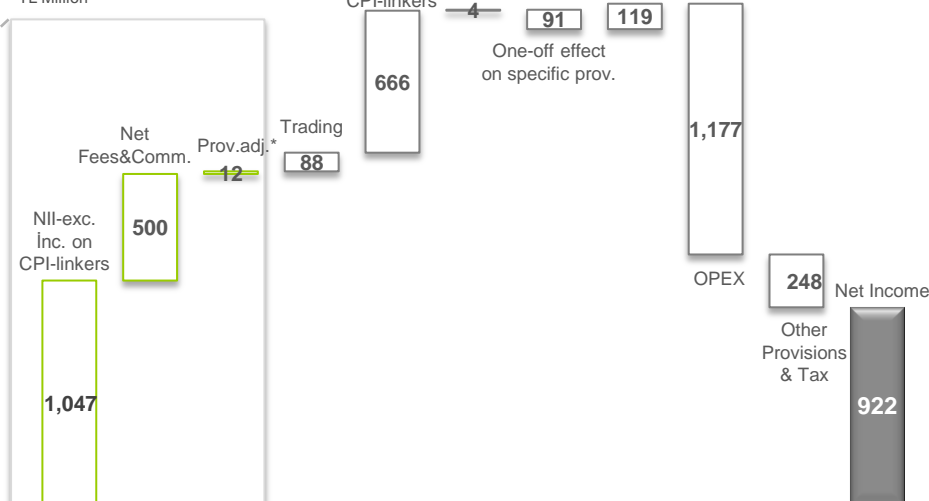 TL Million
CPI-linkers
4
91
119
One-off effect
on specific prov.
666
1,177
Net
Fees&Comm.
Prov.adj.*
Trading
12
88
500
NII-exc.
İnc. on
CPI-linkers
OPEX
248
Net Income
Other
Provisions
& Tax
1,047
922